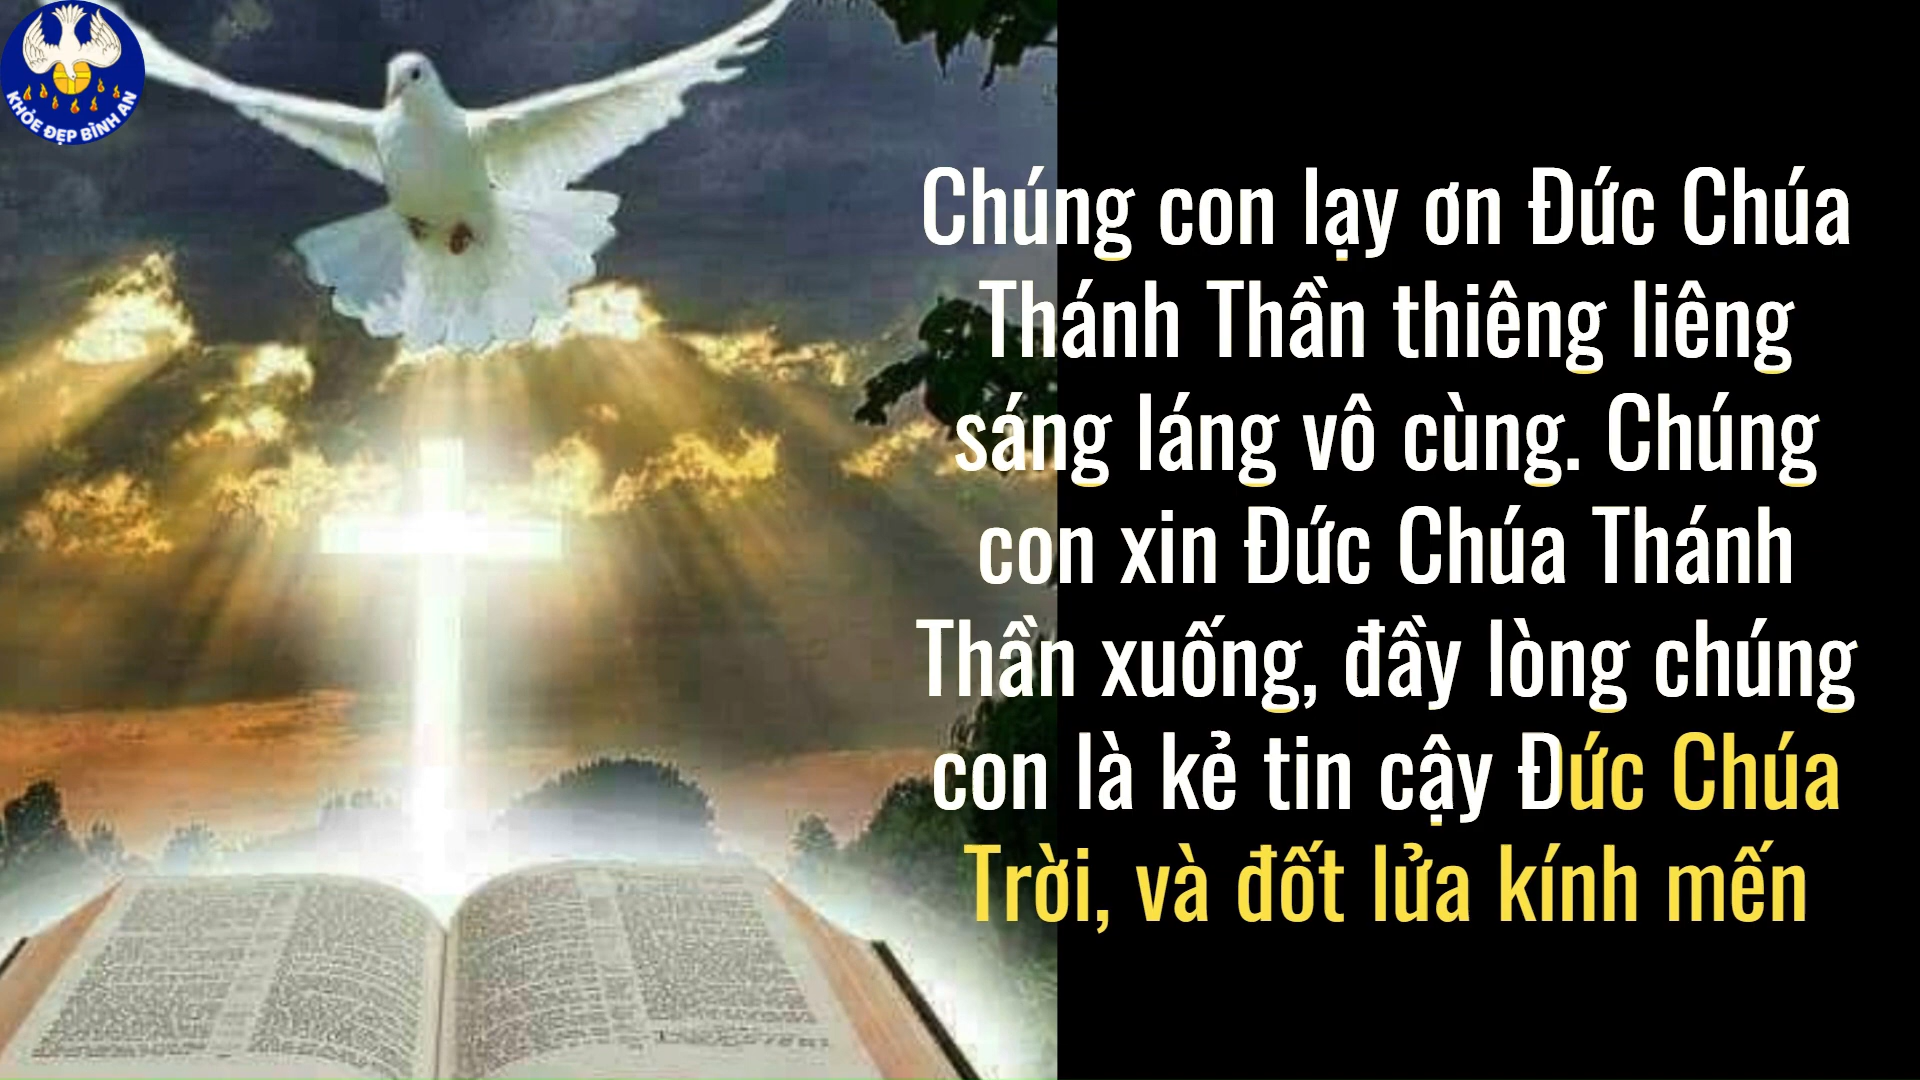 KHỎE ĐẸP BÌNH AN
Chúng con lạy ơn Đức Chúa
Thánh Thần thiêng liêng
sáng láng vô cùng. Chúng
con xin Đức Chúa Thánh
Thần xuống, đầy lòng chúng
con là kẻ tin cậy Đức Chúa
Trời, và đốt lửa kính mến